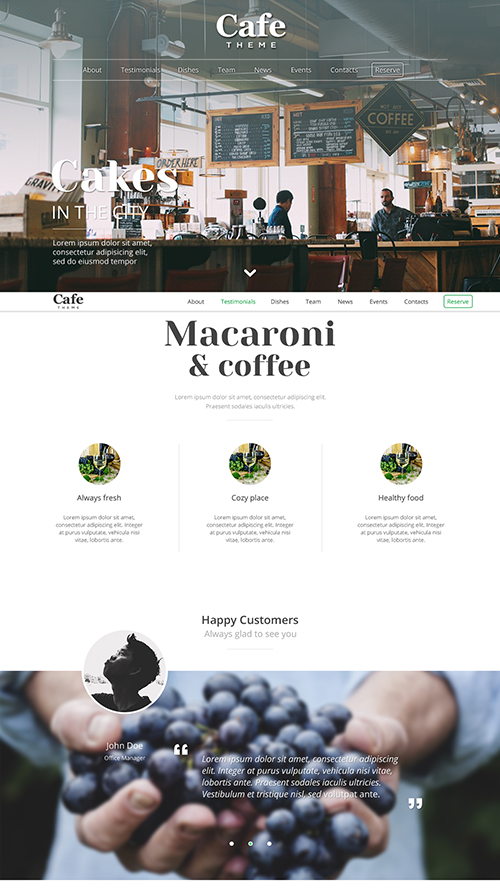 Cafe
THEME
About Testimonials Dishes Team News Events Contacts Reserve
COFFEE
ORDER HERE
Cakes
IN THE CITY
Lorem ipsum dolor sit amet,
consectetur adipiscing elit,
sed do eiusmod tempor
Cafe
THEME
About Testimonials Dishes Team News Events Contacts Reserve
Macaroni
& coffee
Lorem ipsum dolor sit amet, consectetur adipiscing elit.
Praesent sodales iaculis ultricies.
Always fresh
Lorem ipsum dolor sit amet,
consectetur adipiscing elit. Integer
at purus vulputate, vehicula nisi
vitae, lobortis ante.
Cozy place
Lorem ipsum dolor sit amet,
consectetur adipiscing elit. Integer
at purus vulputate, vehicula nisi
vitae, lobortis ante.
Healthy food
Lorem ipsum dolor sit amet,
consectetur adipiscing elit. Integer
at purus vulputate, vehicula nisi
vitae, lobortis ante.
Happy Customers
Always glad to see you
John Doe
Office Manager
“
Lorem ipsum dolor sit amet, consectetur adipiscing
elit. Integer at purus vulputate, vehicula nisi vitae,
lobortis ante. Praesent sodales iaculis ultricies.
Vestibulum et tristique nisl, sed volutpat ante.
”